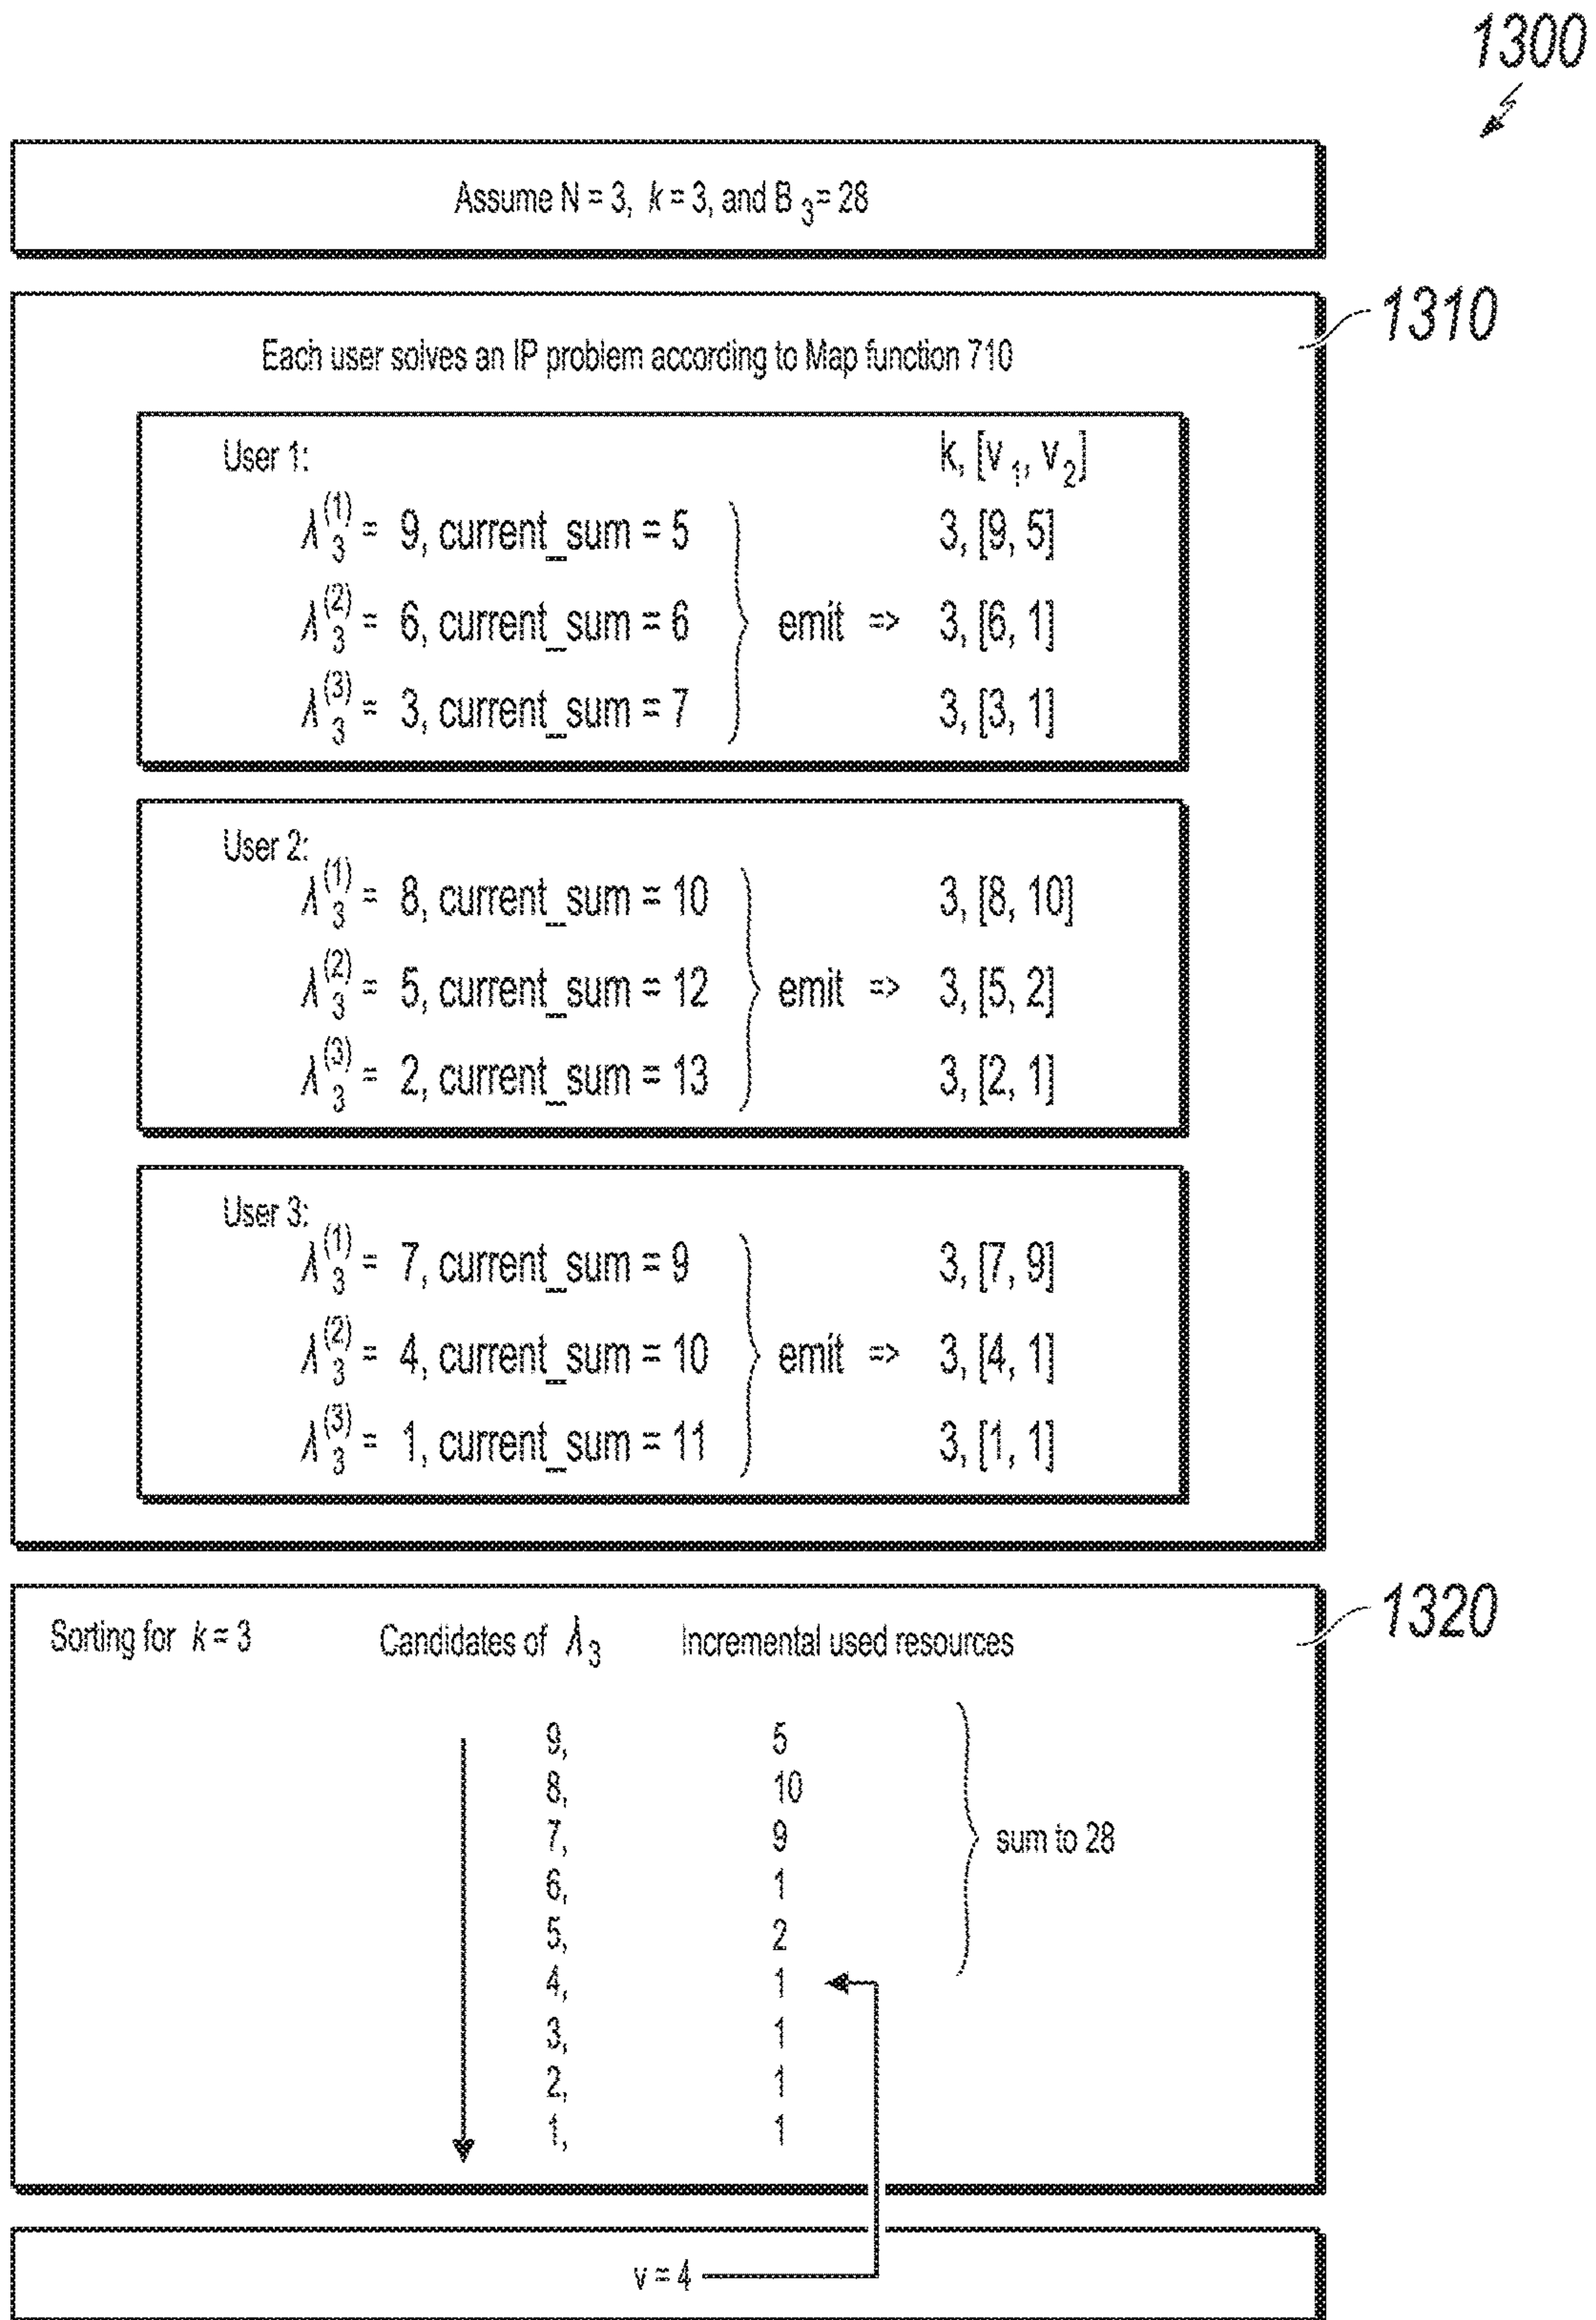 1300
Assume N = 3, k = 3, and B 3 = 28
1310
Each user solves an IP problem according to Map function 710
User 1: k, [v 1, v 2]
λ 3 (1) = 9, current_sum = 5 3, [9, 5]
λ 3 (2) = 6, current_sum = 6 emit => 3, [6, 1]
λ 3 (3) = 3, current_sum = 7 3, [3, 1]
User 2:
λ 3 (1) = 8, current_sum = 10 3, [8, 10]
λ 3 (2) = 5, current_sum = 12 emit => 3, [5, 2]
λ 3 (3) = 2, current_sum = 13 3, [2, 1]
User 3:
λ 3 (1) = 7, current_sum = 9 3, [7, 9]
λ 3 (2) = 4, current_sum = 10 emit => 3, [4, 1]
λ 3 (3) = 1, current_sum = 11 3, [1, 1]
1320
Sorting for k = 3 Candidates of λ 3 Incremental used resources
9, 5
8, 10
7, 9
sum to 28
6, 1
5, 2
4, 1
3, 1
2, 1
1, 1
v = 4